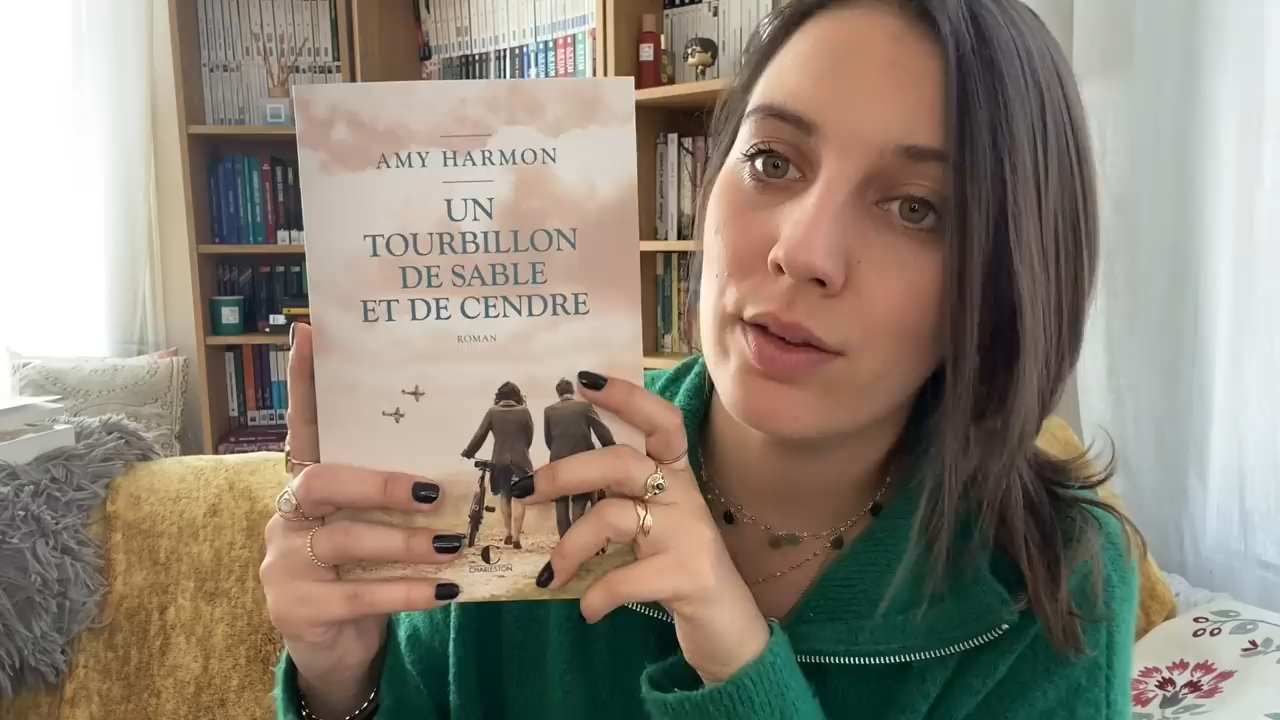 AMY HARMON
UN
TOURBILLON
DE SABLE
ET DE CENDRE
ROMAN
CHARLESTON